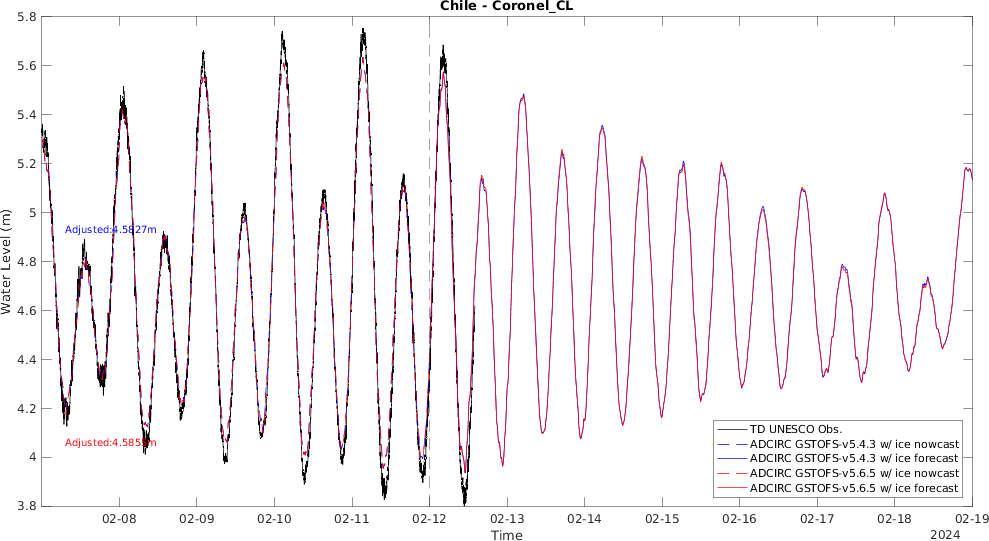 Chile - Coronel_CL
5.8
5.6
5.4
5.2
5
4.8
4.6
4.4
4.2
4
3.8
Water Level (m)
Adjusted:4.5827m
TD UNESCO Obs.
ADCIRC GSTOFS-v5.4.3 w/ ice nowcast
ADCIRC GSTOFS-v5.4.3 w/ ice forecast
ADCIRC GSTOFS-v5.6.5 w/ ice nowcast
ADCIRC GSTOFS-v5.6.5 w/ ice forecast
02-08 02-09 02-10 02-11 02-12 02-13 02-14 02-15 02-16 02-17 02-18 02-19
Time
2024